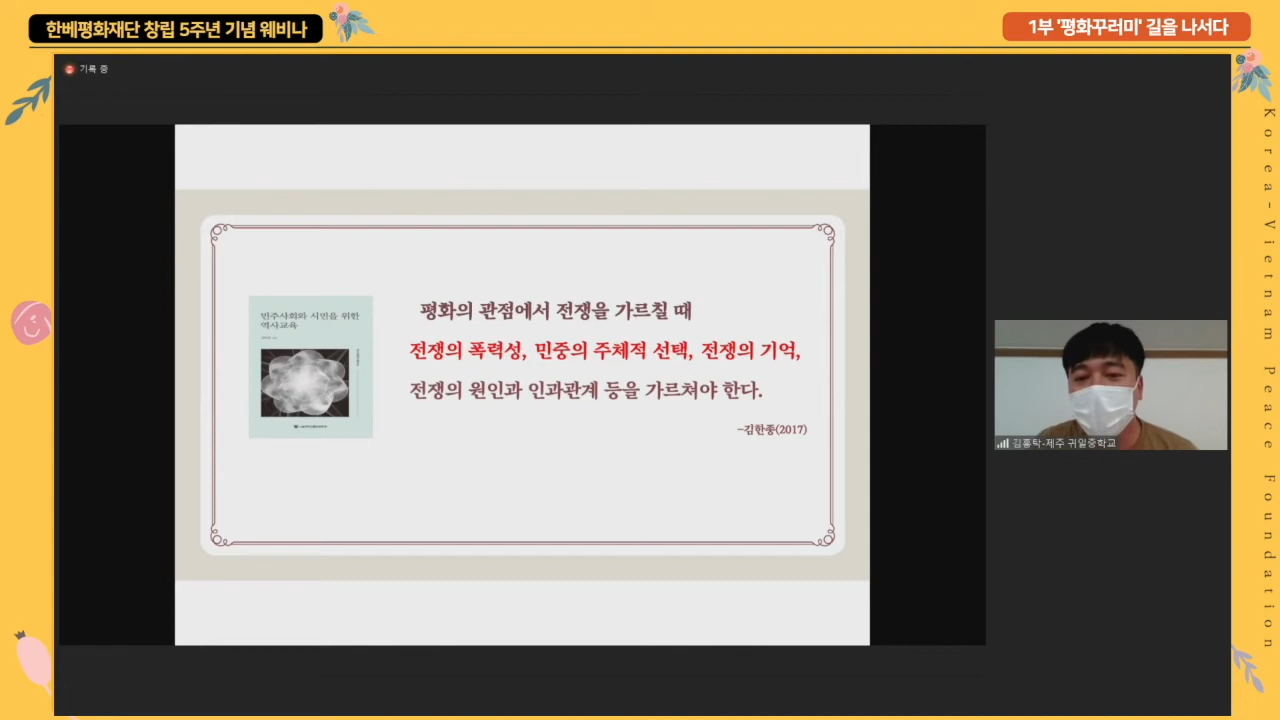 한베평화재단 창립 5주년 기념 웨비나
1부 '평화꾸러미' 길을 나서다
기록 중
민주사회와 시민을 위한
역사교육
평화의 관점에서 전쟁을 가르칠 때
전쟁의 폭력성, 민중의 주체적 선택, 전쟁의 기억,
전쟁의 원인과 인과관계 등을 가르쳐야 한다.
-김한종(2017)
김홍탁-제주 귀일중학교
Korea-Vietnam Peace Foundation